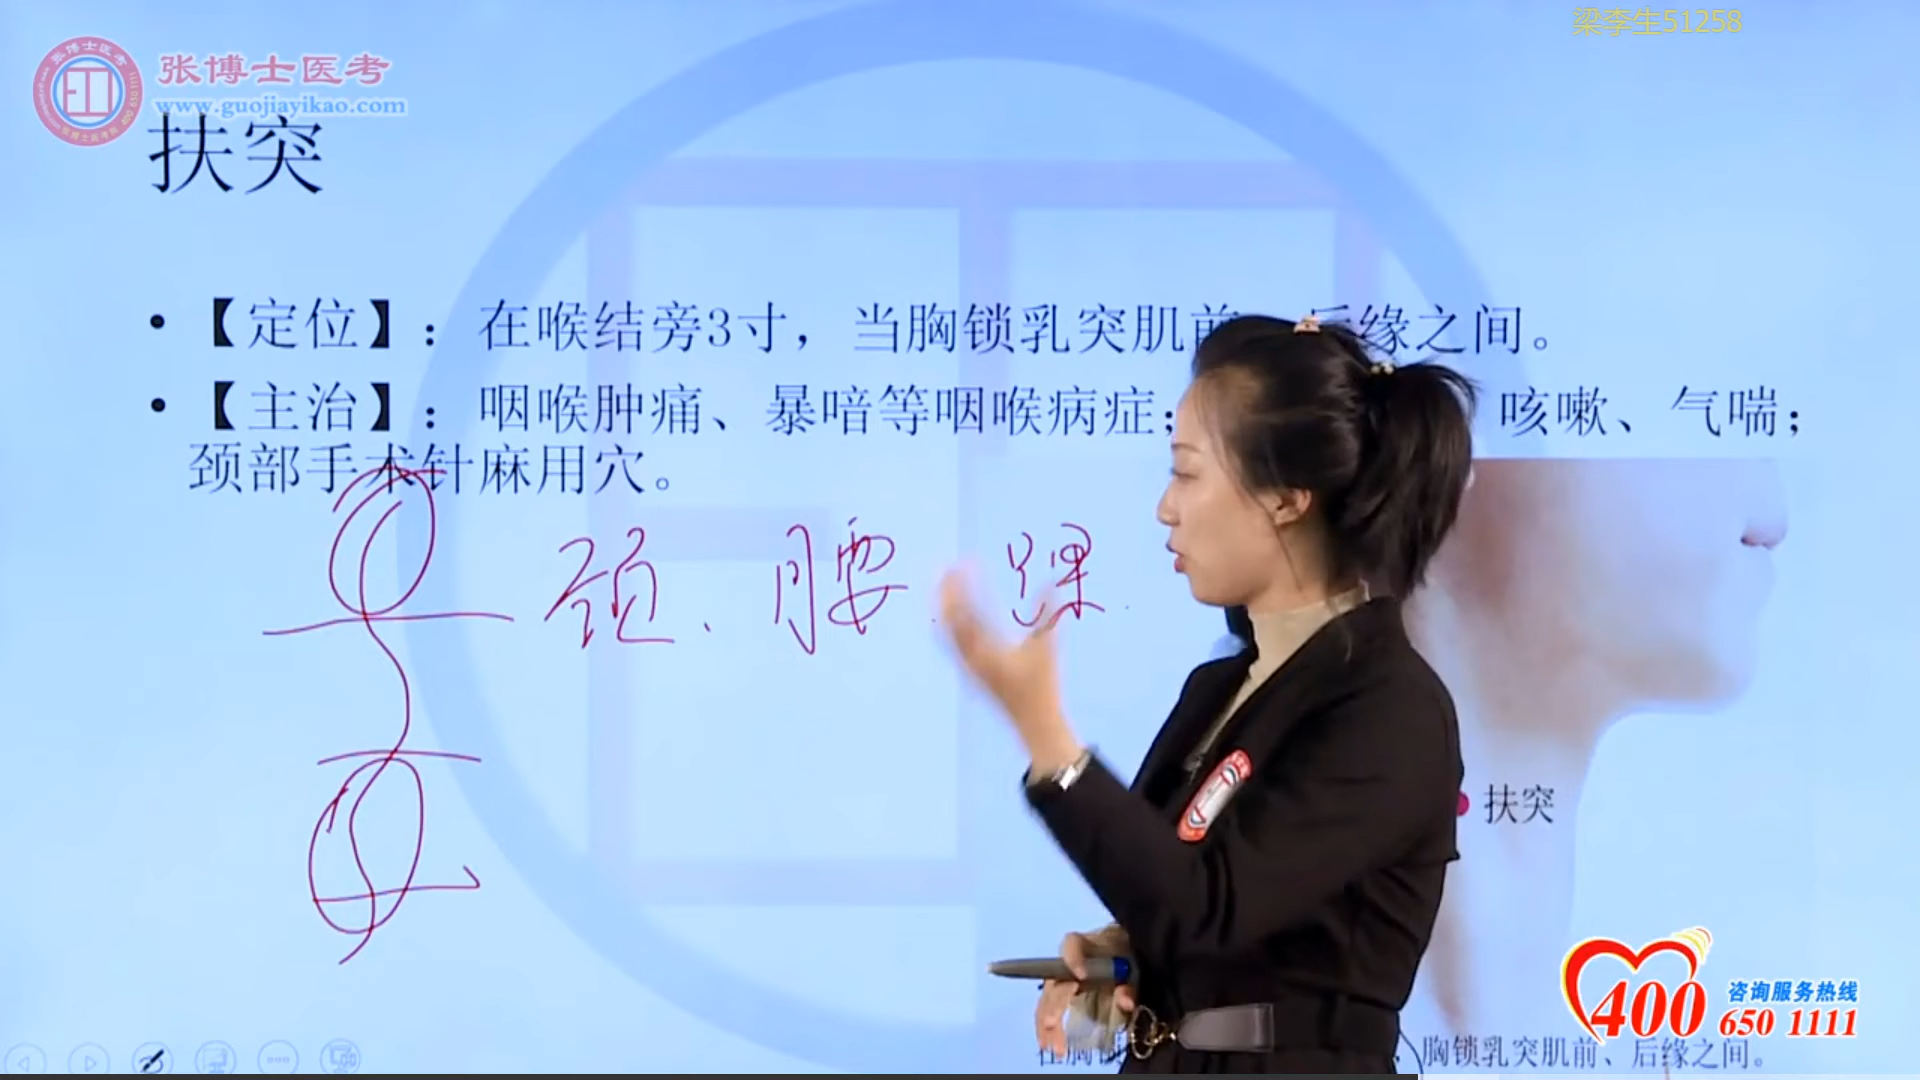 梁李生51258
张博士医考
www.guojiayikao.com
扶突
•【定位】：在喉结旁3寸，当胸锁乳突肌前 后缘之间。
•【主治】：咽喉肿痛、暴喑等咽喉病症； 咳嗽、气喘；
颈部手术针麻用穴。
颈、腰、踝
扶突
400 咨询服务热线
650 1111
胸锁乳突肌前、后缘之间。